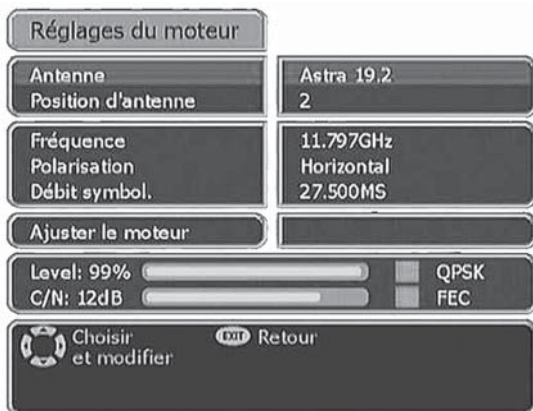 Réglages du moteur
Antenne Astra 19.2
Position d'antenne 2
Fréquence 11.797GHz
Polarisation Horizontal
Débit symbol. 27.500MS
Ajuster le moteur
Level: 99% QPSK
C/N: 12dB FEC
Choisir et modifier
EXIT Retour